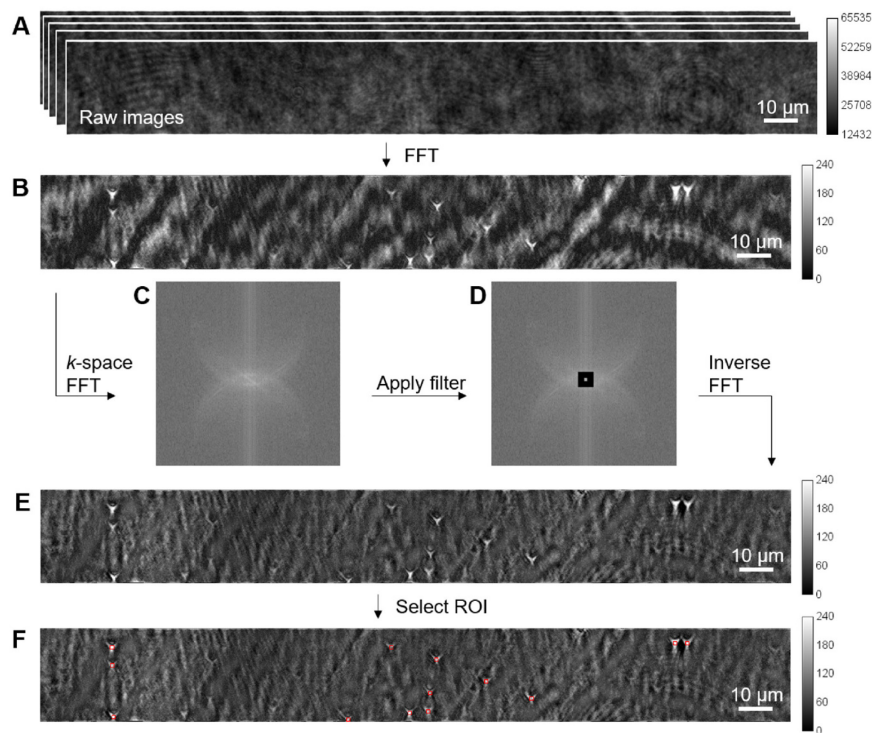 A
Raw images
10 μm
65535
52259
38984
25708
12432
FFT
B
10 μm
240
180
120
60
0
C
D
k-space
FFT
Apply filter
Inverse
FFT
E
10 μm
240
180
120
60
0
Select ROI
F
10 μm
240
180
120
60
0